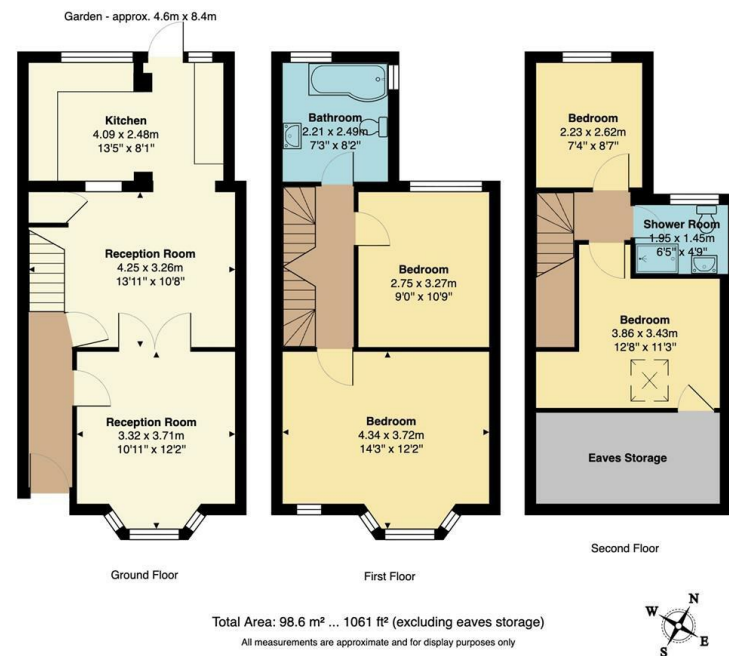 Garden - approx. 4.6m x 8.4m
Kitchen
4.09 x 2.48m
13'5" x 8'1"
Reception Room
4.25 x 3.26m
13'11" x 10'8"
Reception Room
3.32 x 3.71m
10'11" x 12'2"
Ground Floor
Bathroom
2.21 x 2.49m
7'3" x 8'2"
Bedroom
2.75 x 3.27m
9'0" x 10'9"
Bedroom
4.34 x 3.72m
14'3" x 12'2"
First Floor
Bedroom
2.23 x 2.62m
7'4" x 8'7"
Shower Room
1.95 x 1.45m
6'5" x 4'9"
Bedroom
3.86 x 3.43m
12'8" x 11'3"
Eaves Storage
Second Floor
Total Area: 98.6 m² ... 1061 ft² (excluding eaves storage)
All measurements are approximate and for display purposes only
N
W
E
S